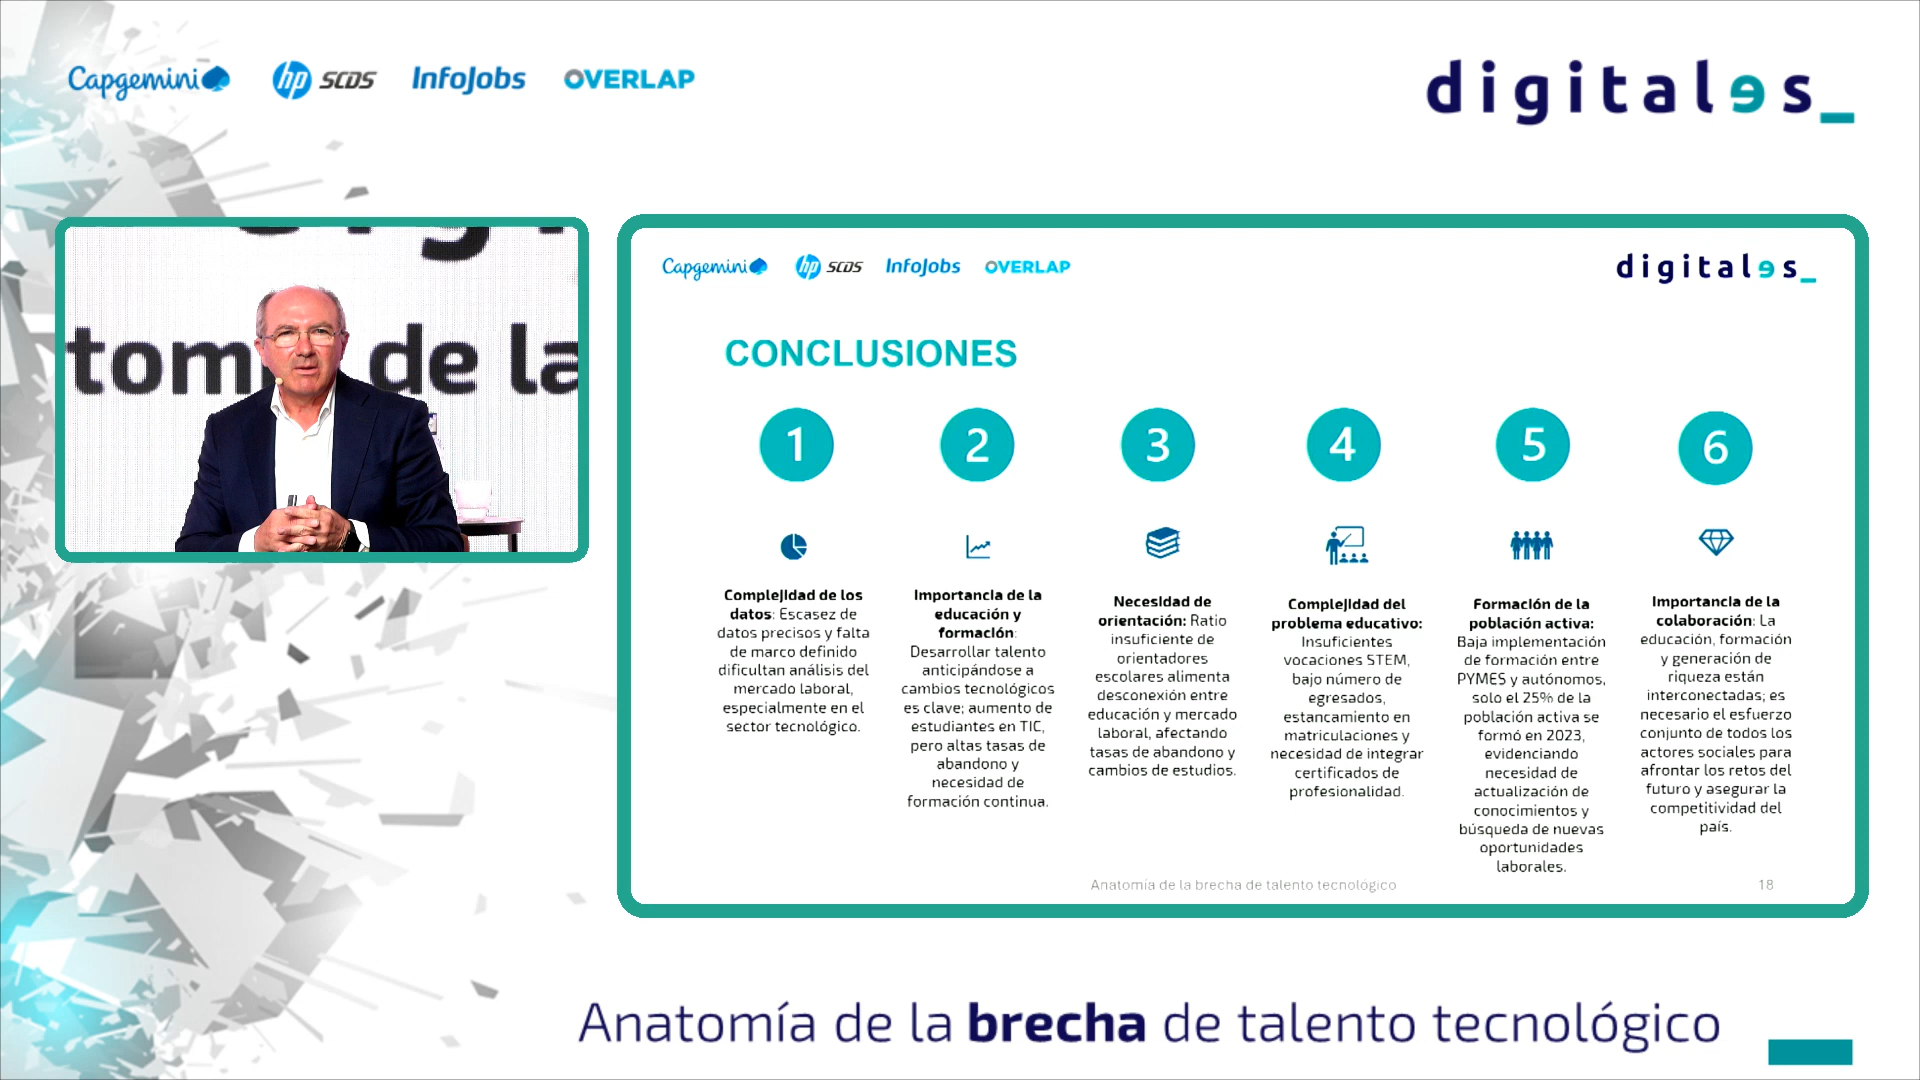 Capgemini
hp SCDS
InfoJobs
OVERLAP
digitales_
tom de la
Capgemini
hp SCDS
InfoJobs
OVERLAP
digitales_
CONCLUSIONES
1
Complejidad de los
datos: Escasez de
datos precisos y falta
de marco definido
dificultan análisis del
mercado laboral,
especialmente en el
sector tecnológico.
2
Importancia de la
educación y
formación:
Desarrollar talento
anticipándose a
cambios tecnológicos
es clave; aumento de
estudiantes en TIC,
pero altas tasas de
abandono y
necesidad de
formación continua.
3
Necesidad de
orientación: Ratio
insuficiente de
orientadores
escolares alimenta
desconexión entre
educación y mercado
laboral, afectando
tasas de abandono y
cambios de estudios.
4
Complejidad del
problema educativo:
Insuficientes
vocaciones STEM,
bajo número de
egresados,
estancamiento en
matriculaciones y
necesidad de integrar
certificados de
profesionalidad.
5
Formación de la
población activa:
Baja implementación
de formación entre
PYMES y autónomos,
solo el 25% de la
población activa se
formó en 2023,
evidenciando
necesidad de
actualización de
conocimientos y
búsqueda de nuevas
oportunidades
laborales.
6
Importancia de la
colaboración: La
educación, formación
y generación de
riqueza están
interconectadas; es
necesario el esfuerzo
conjunto de todos los
actores sociales para
afrontar los retos del
futuro y asegurar la
competitividad del
país.
Anatomía de la brecha de talento tecnológico
18
Anatomía de la brecha de talento tecnológico